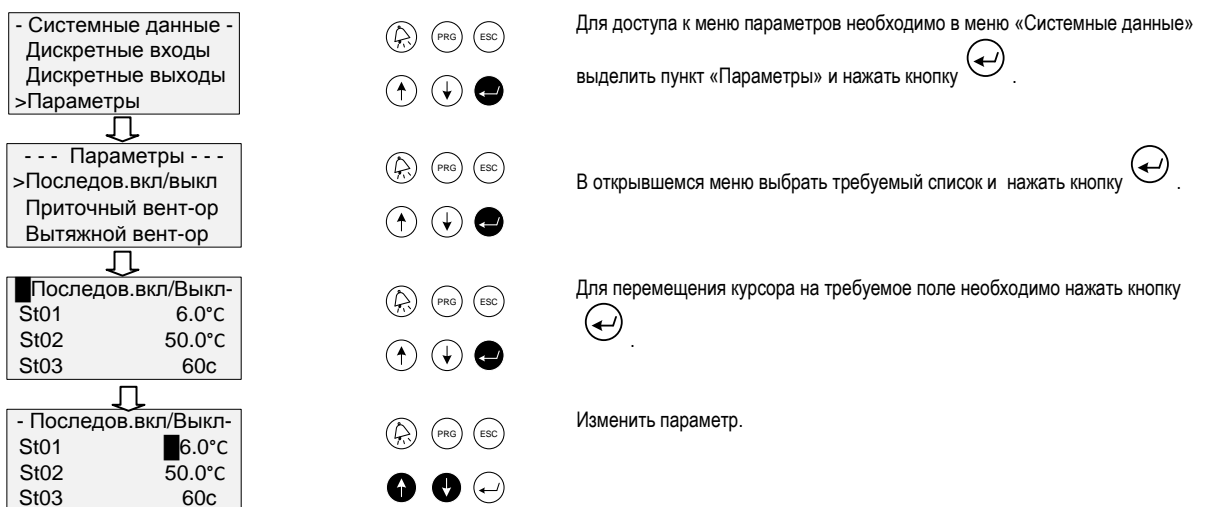 - Системные данные -
Дискретные входы
Дискретные выходы
>Параметры
PRG ESC
Для доступа к меню параметров необходимо в меню «Системные данные»
выделить пункт «Параметры» и нажать кнопку .
- - - Параметры - - -
>Последов.вкл/выкл
Приточный вент-ор
Вытяжной вент-ор
PRG ESC
В открывшемся меню выбрать требуемый список и нажать кнопку .
Последов.вкл/Выкл-
St01 6.0°C
St02 50.0°C
St03 60с
PRG ESC
Для перемещения курсора на требуемое поле необходимо нажать кнопку
.
- Последов.вкл/Выкл-
St01 6.0°C
St02 50.0°C
St03 60с
PRG ESC
Изменить параметр.